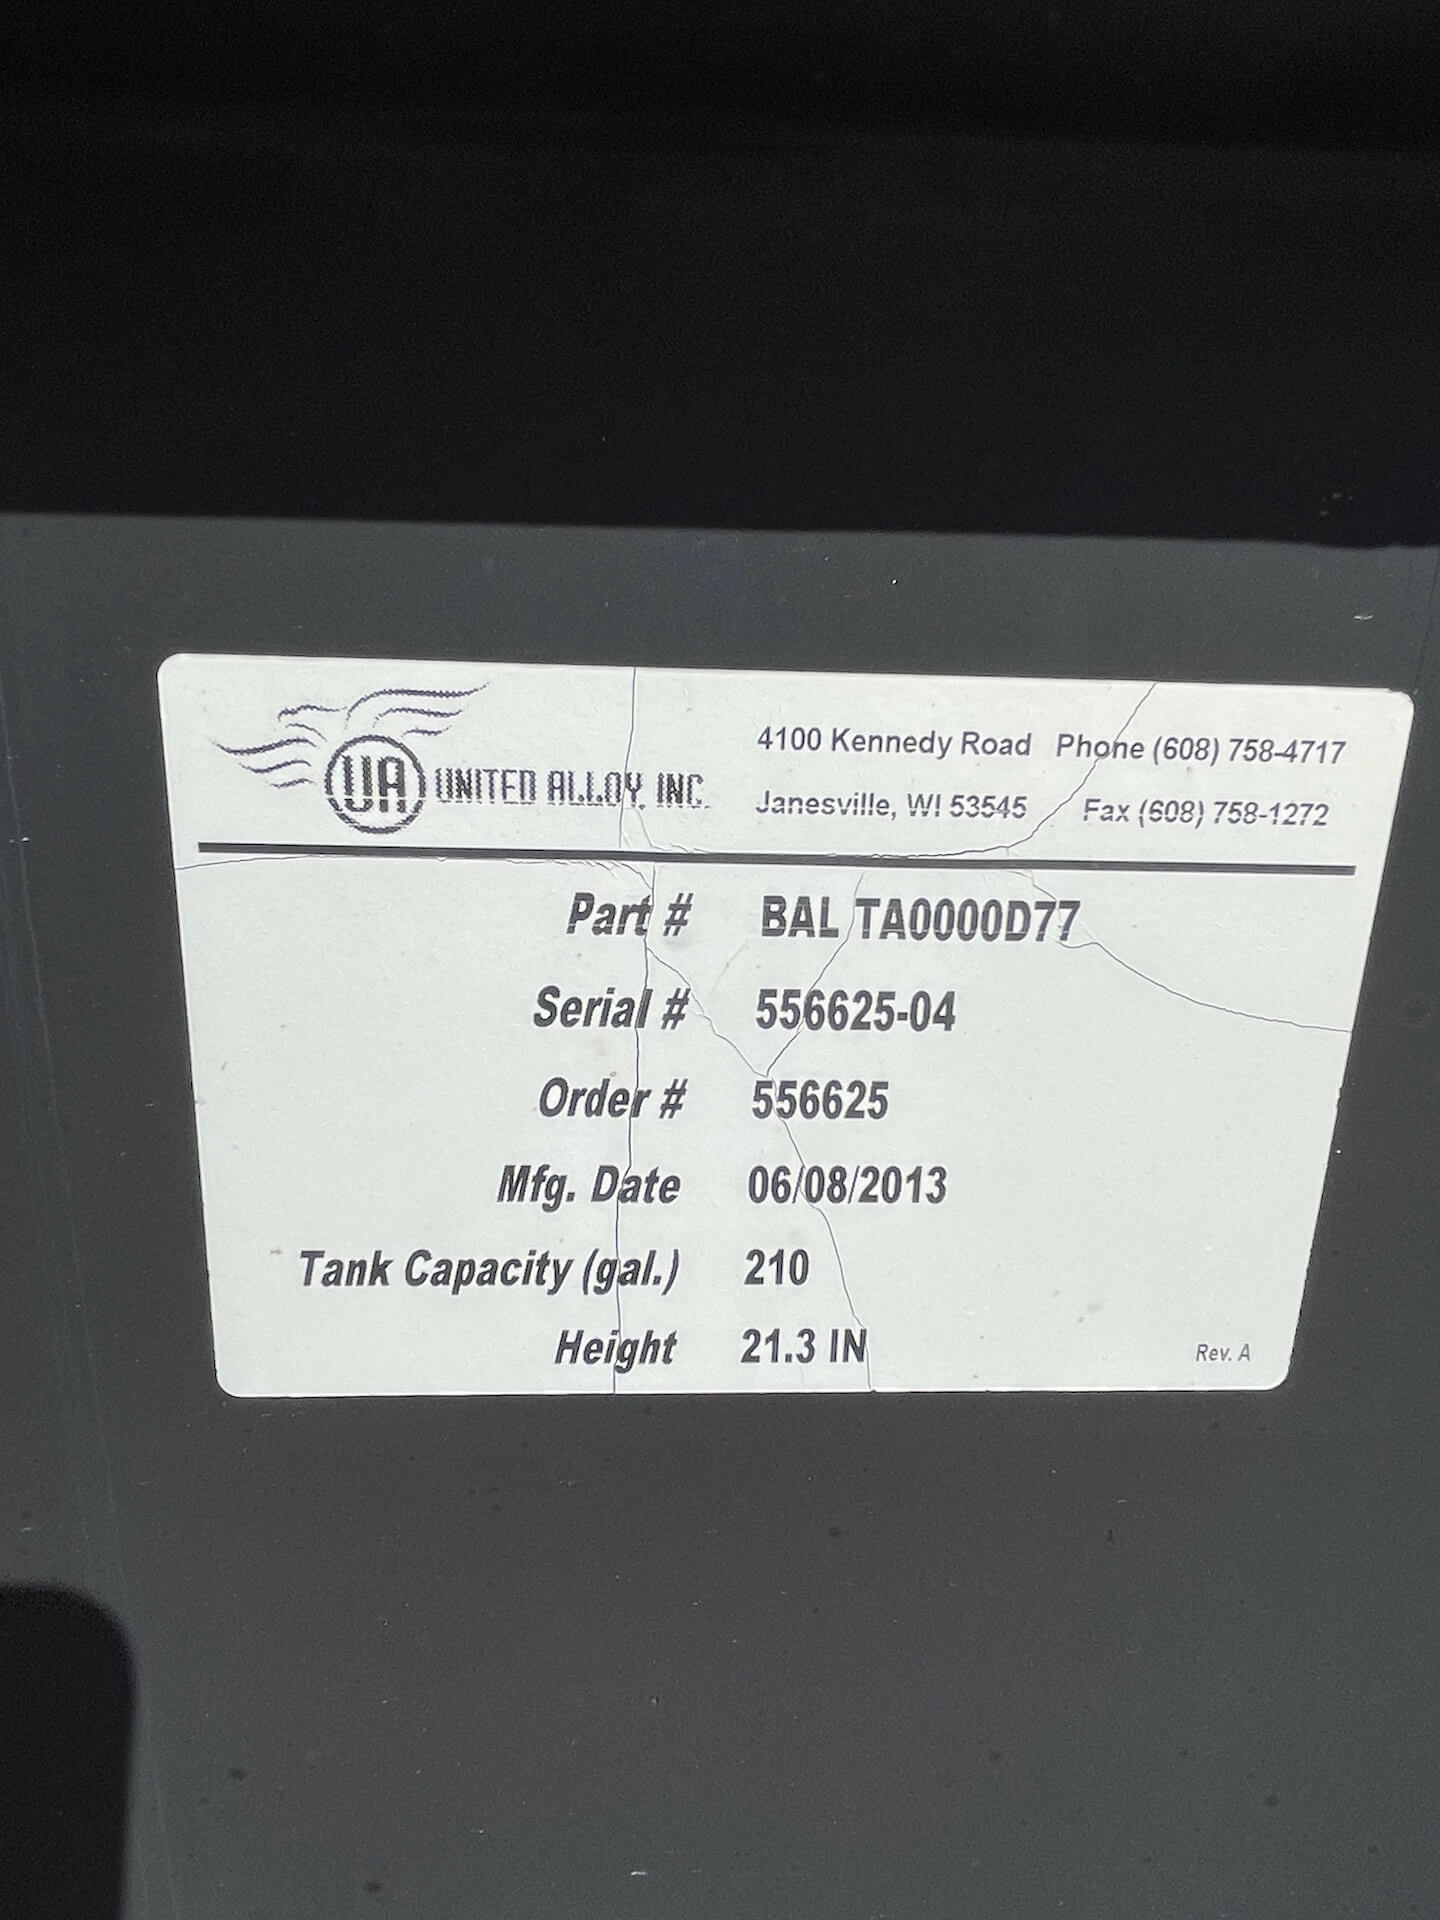 UA UNITED ALLOY, INC.
4100 Kennedy Road Phone (608) 758-4717
Janesville, WI 53545 Fax (608) 758-1272
Part # BAL TA0000D77
Serial # 556625-04
Order # 556625
Mfg. Date 06/08/2013
Tank Capacity (gal.) 210
Height 21.3 IN
Rev. A